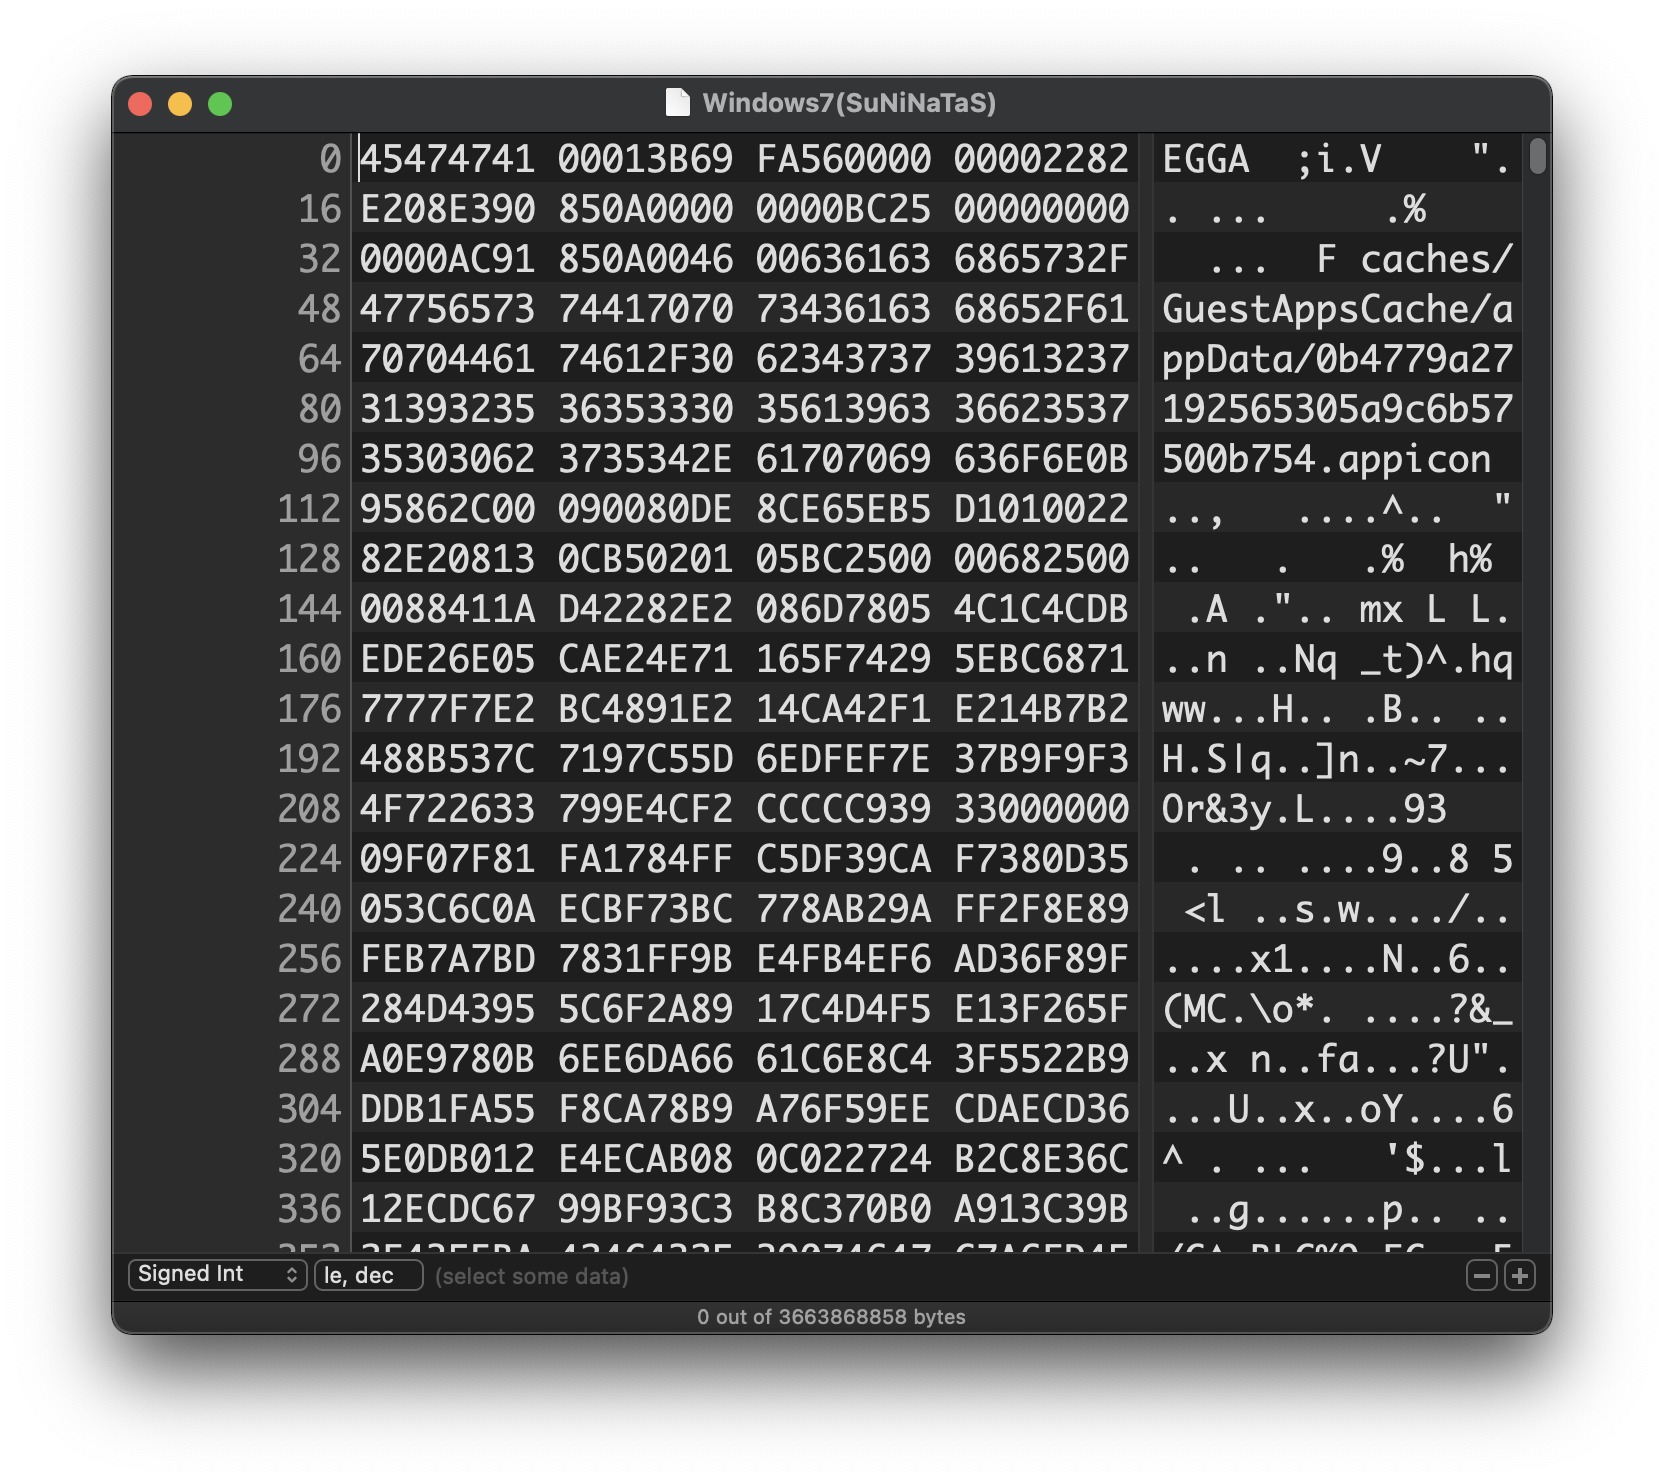 Windows7(SuNiNaTaS)
0 45474741 00013B69 FA560000 00002282 EGGA ;i.V ".
16 E208E390 850A0000 0000BC25 00000000 . ... .%
32 0000AC91 850A0046 00636163 6865732F ... F caches/
48 47756573 74417070 73436163 68652F61 GuestAppsCache/a
64 70704461 74612F30 62343737 39613237 ppData/0b4779a27
80 31393235 36353330 35613963 36623537 192565305a9c6b57
96 35303062 3735342E 61707069 636F6E0B 500b754.appicon
112 95862C00 090080DE 8CE65EB5 D1010022 .., ....^.. "
128 82E20813 0CB50201 05BC2500 00682500 .. . .% h%
144 0088411A D42282E2 086D7805 4C1C4CDB .A .".. mx L L.
160 EDE26E05 CAE24E71 165F7429 5EBC6871 ..n ..Nq _t)^.hq
176 7777F7E2 BC4891E2 14CA42F1 E214B7B2 ww...H.. .B.. ..
192 488B537C 7197C55D 6EDFEF7E 37B9F9F3 H.S|q..]n..~7...
208 4F722633 799E4CF2 CCCCC939 33000000 Or&3y.L....93
224 09F07F81 FA1784FF C5DF39CA F7380D35 . .. ....9..8 5
240 053C6C0A ECBF73BC 778AB29A FF2F8E89 <l ..s.w..../..
256 FEB7A7BD 7831FF9B E4FB4EF6 AD36F89F ....x1....N..6..
272 284D4395 5C6F2A89 17C4D4F5 E13F265F (MC.\o*. ....?&_
288 A0E9780B 6EE6DA66 61C6E8C4 3F5522B9 ..x n..fa...?U".
304 DDB1FA55 F8CA78B9 A76F59EE CDAECD36 ...U..x..oY....6
320 5E0DB012 E4ECAB08 0C022724 B2C8E36C ^ . ... '$...l
336 12ECDC67 99BF93C3 B8C370B0 A913C39B ..g......p.. ..
Signed Int le, dec (select some data)
0 out of 3663868858 bytes